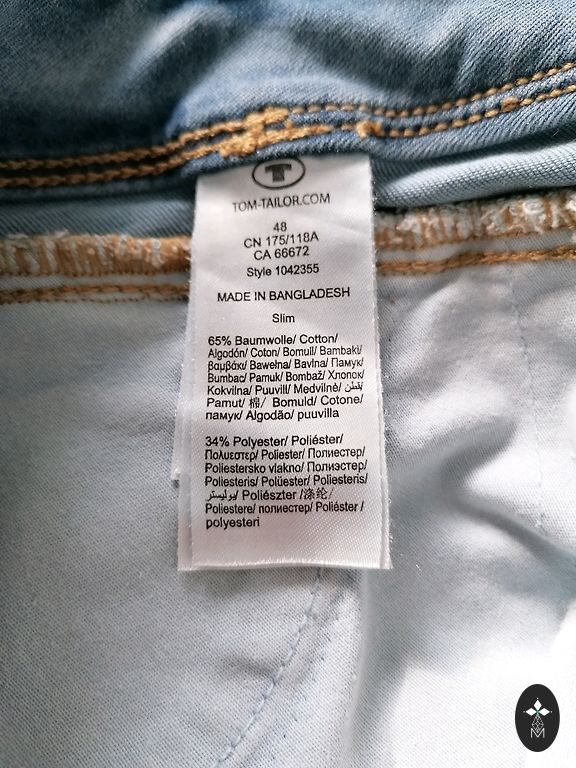 T
TOM-TAILOR.COM
48
CN 175/118A
CA 66672
Style 1042355
MADE IN BANGLADESH
Slim
65% Baumwolle/ Cotton/
Algodón/ Coton/ Bomull/ Bambaki/
βαμβάκι/ Bawełna/ Bavlna/ Памук/
Bumbac/ Pamuk/ Bombaž/ Хлопок/
Kokvilna/ Puuvill/ Medvilnė/ قطن/
Pamut/ 棉/ Bomuld/ Cotone/
памук/ Algodão/ puuvilla
34% Polyester/ Poliéster/
Πολυεστερ/ Poliester/ Полиестер/
Poliestersko vlakno/ Полиэстер/
Poliesteris/ Polüester/ Poliesteris/
بوليستر/ Poliészter /涤纶/
Poliestere/ полиестер/ Poliéster /
polyesteri
M